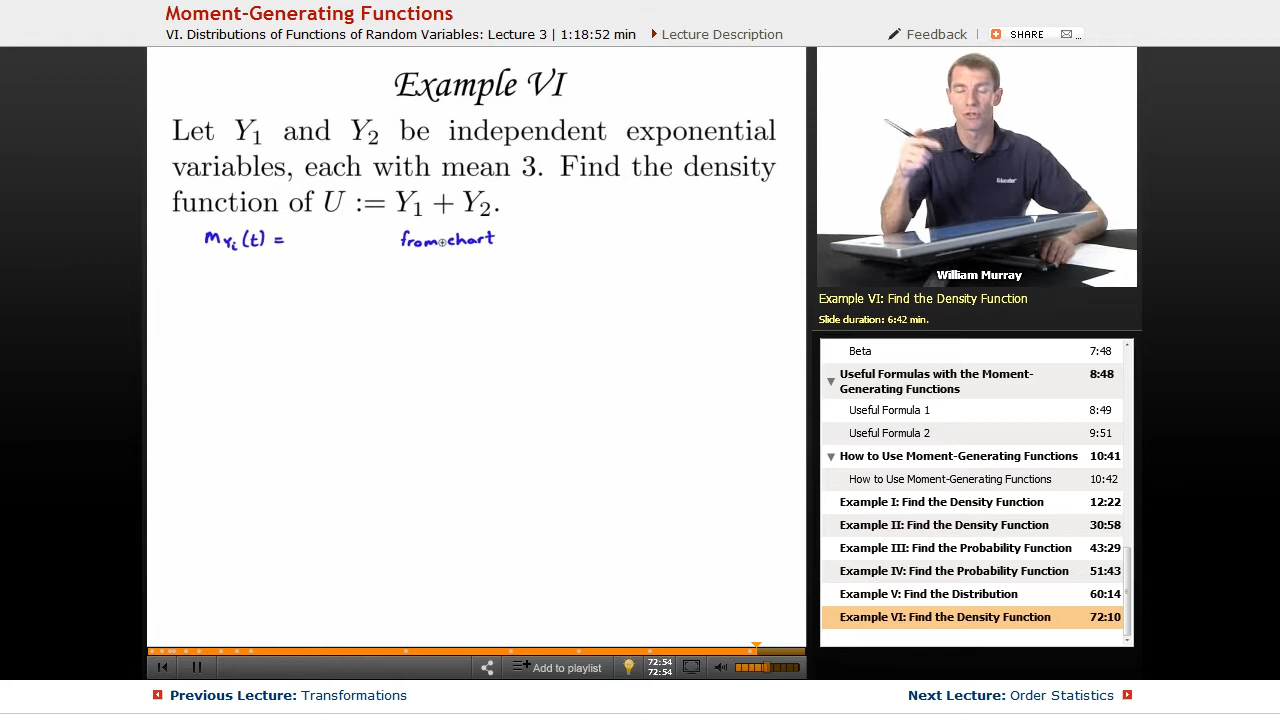 Moment-Generating Functions
VI. Distributions of Functions of Random Variables: Lecture 3 | 1:18:52 min
Lecture Description
Feedback
SHARE
Example VI
Let Y₁ and Y₂ be independent exponential
variables, each with mean 3. Find the density
function of U := Y₁ + Y₂.
m_{Yᵢ}(t) = from chart
Educator
William Murray
Example VI: Find the Density Function
Slide duration: 6:42 min.
Beta 7:48
Useful Formulas with the Moment- 8:48
Generating Functions
Useful Formula 1 8:49
Useful Formula 2 9:51
How to Use Moment-Generating Functions 10:41
How to Use Moment-Generating Functions 10:42
Example I: Find the Density Function 12:22
Example II: Find the Density Function 30:58
Example III: Find the Probability Function 43:29
Example IV: Find the Probability Function 51:43
Example V: Find the Distribution 60:14
Example VI: Find the Density Function 72:10
Add to playlist
72:54
72:54
Previous Lecture: Transformations
Next Lecture: Order Statistics